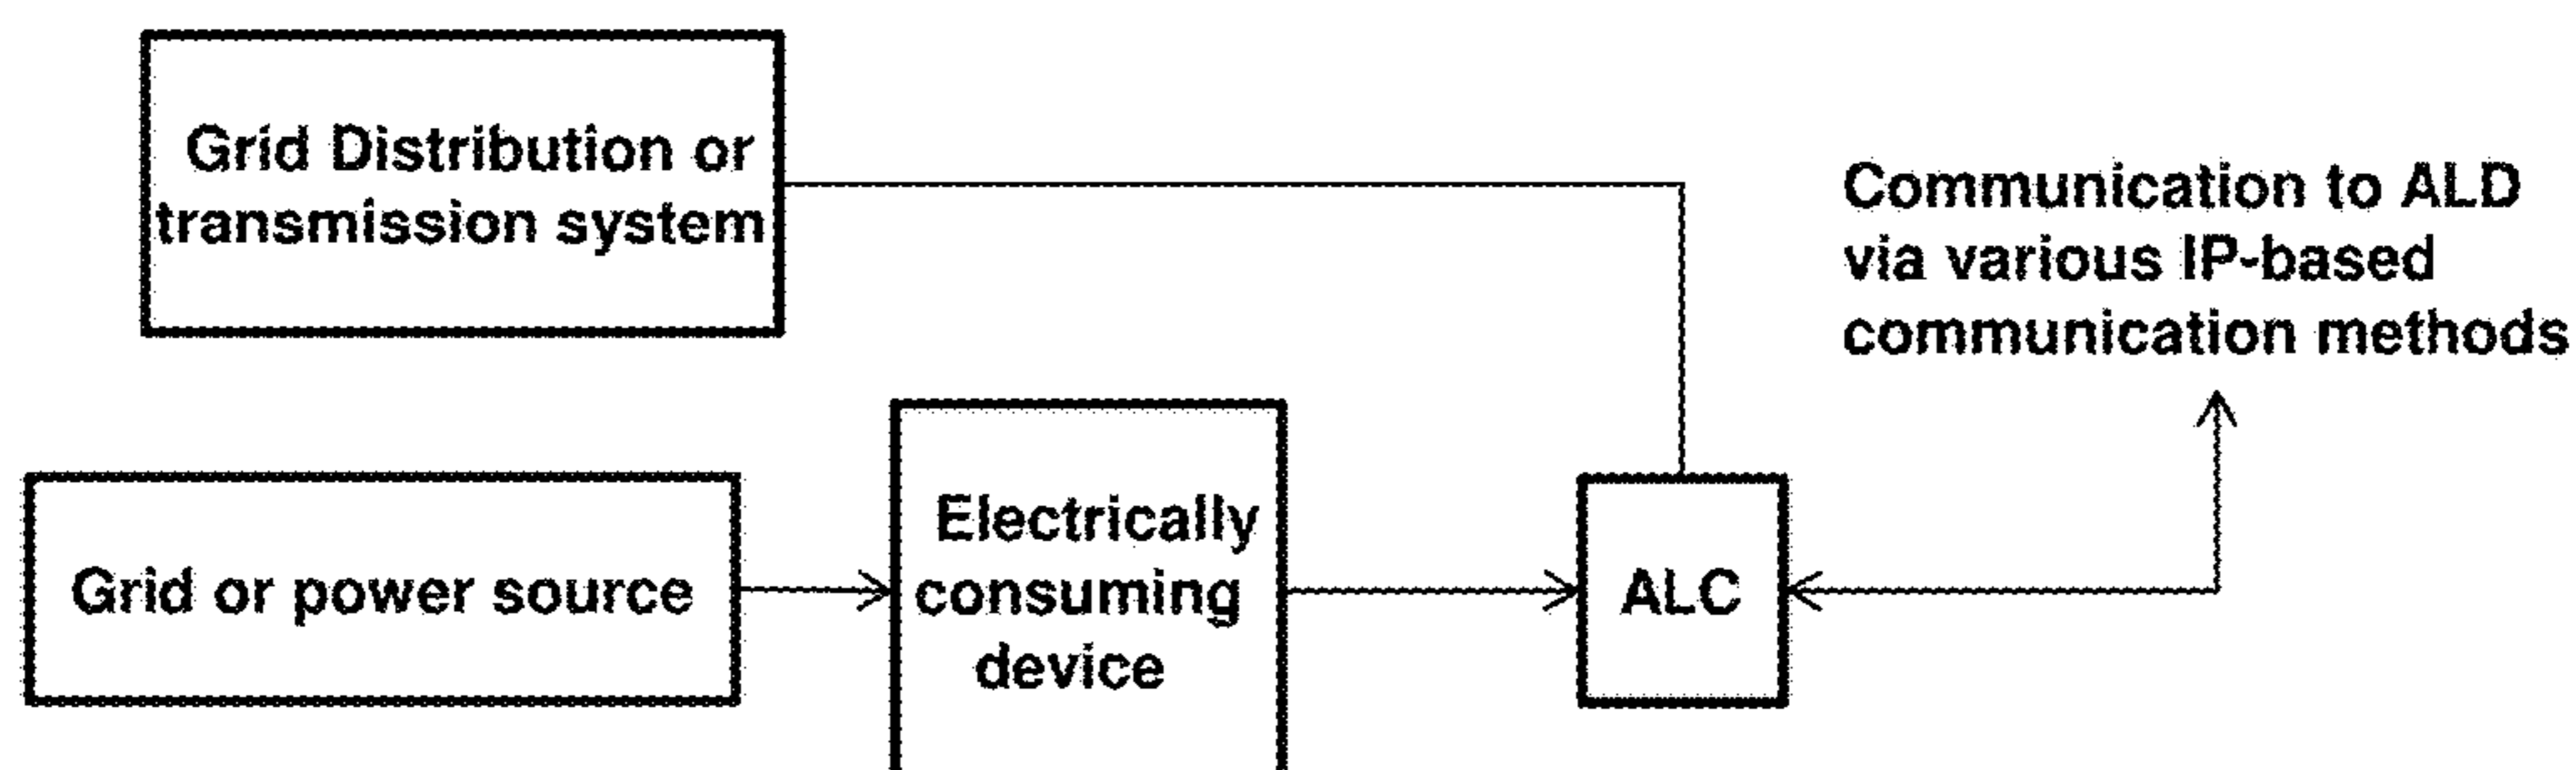 Grid Distribution or
transmission system
Communication to ALD
via various IP-based
communication methods
Grid or power source
Electrically
consuming
device
ALC